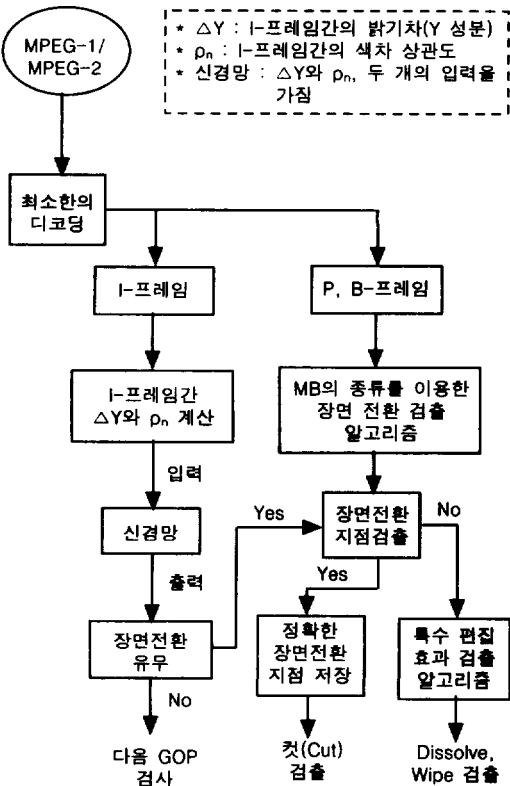 MPEG-1/
MPEG-2
* △Y : I-프레임간의 밝기차(Y 성분)
* ρn : I-프레임간의 색차 상관도
* 신경망 : △Y와 ρn, 두 개의 입력을
가짐
최소한의
디코딩
I-프레임
P, B-프레임
I-프레임간
△Y와 ρn 계산
MB의 종류를 이용한
장면 전환 검출
알고리즘
입력
신경망
Yes
장면전환
지점검출
No
출력
Yes
장면전환
유무
정확한
장면전환
지점 저장
특수 편집
효과 검출
알고리즘
No
다음 GOP
검사
컷(Cut)
검출
Dissolve,
Wipe 검출